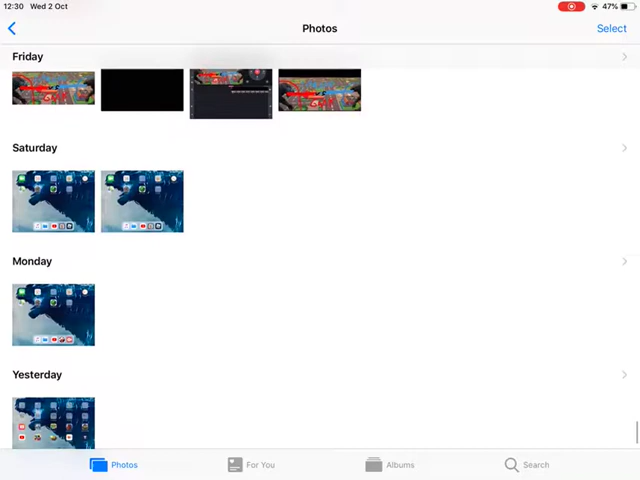 12:30 Wed 2 Oct 47%
Photos
Select
Friday
Saturday
Monday
Yesterday
Photos
For You
Albums
Search